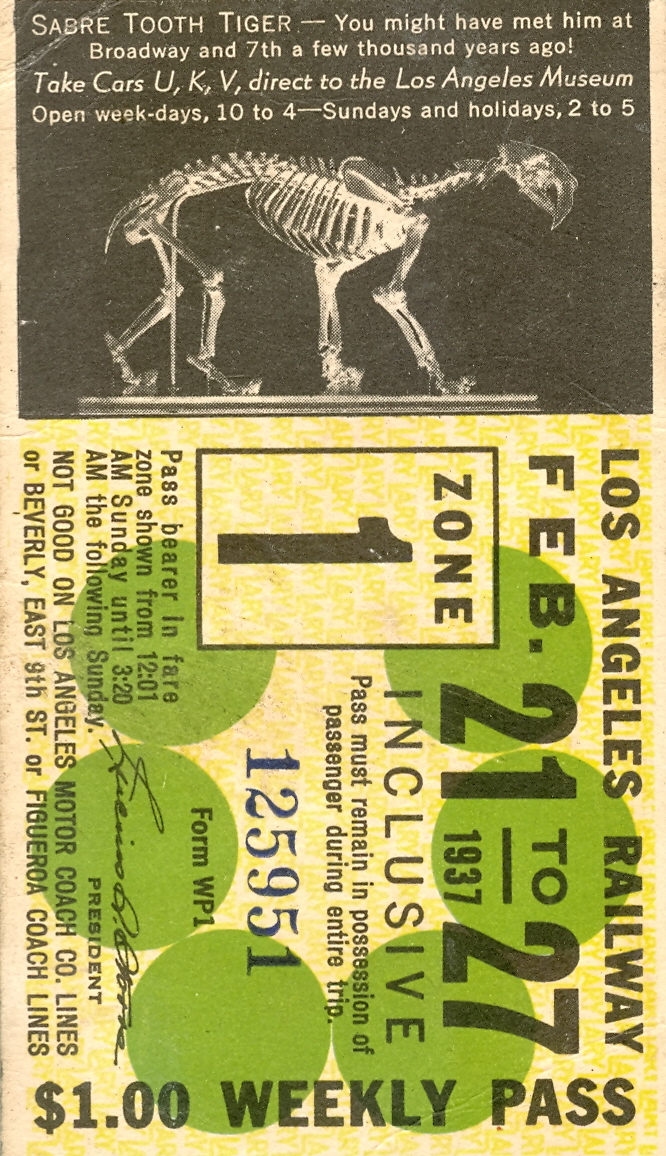 SABRE TOOTH TIGER — You might have met him at
Broadway and 7th a few thousand years ago!
Take Cars U, K, V, direct to the Los Angeles Museum
Open week-days, 10 to 4—Sundays and holidays, 2 to 5
LOS ANGELES RAILWAY
FEB. 21 TO 27
1937
INCLUSIVE
ZONE
1
Pass must remain in possession of
passenger during entire trip.
125951
Form WP1
Pass bearer in fare
zone shown from 12:01
AM Sunday until 3:20
AM the following Sunday.
PRESIDENT
NOT GOOD ON LOS ANGELES MOTOR COACH CO. LINES
or BEVERLY, EAST 9th ST. or FIGUEROA COACH LINES
$1.00 WEEKLY PASS